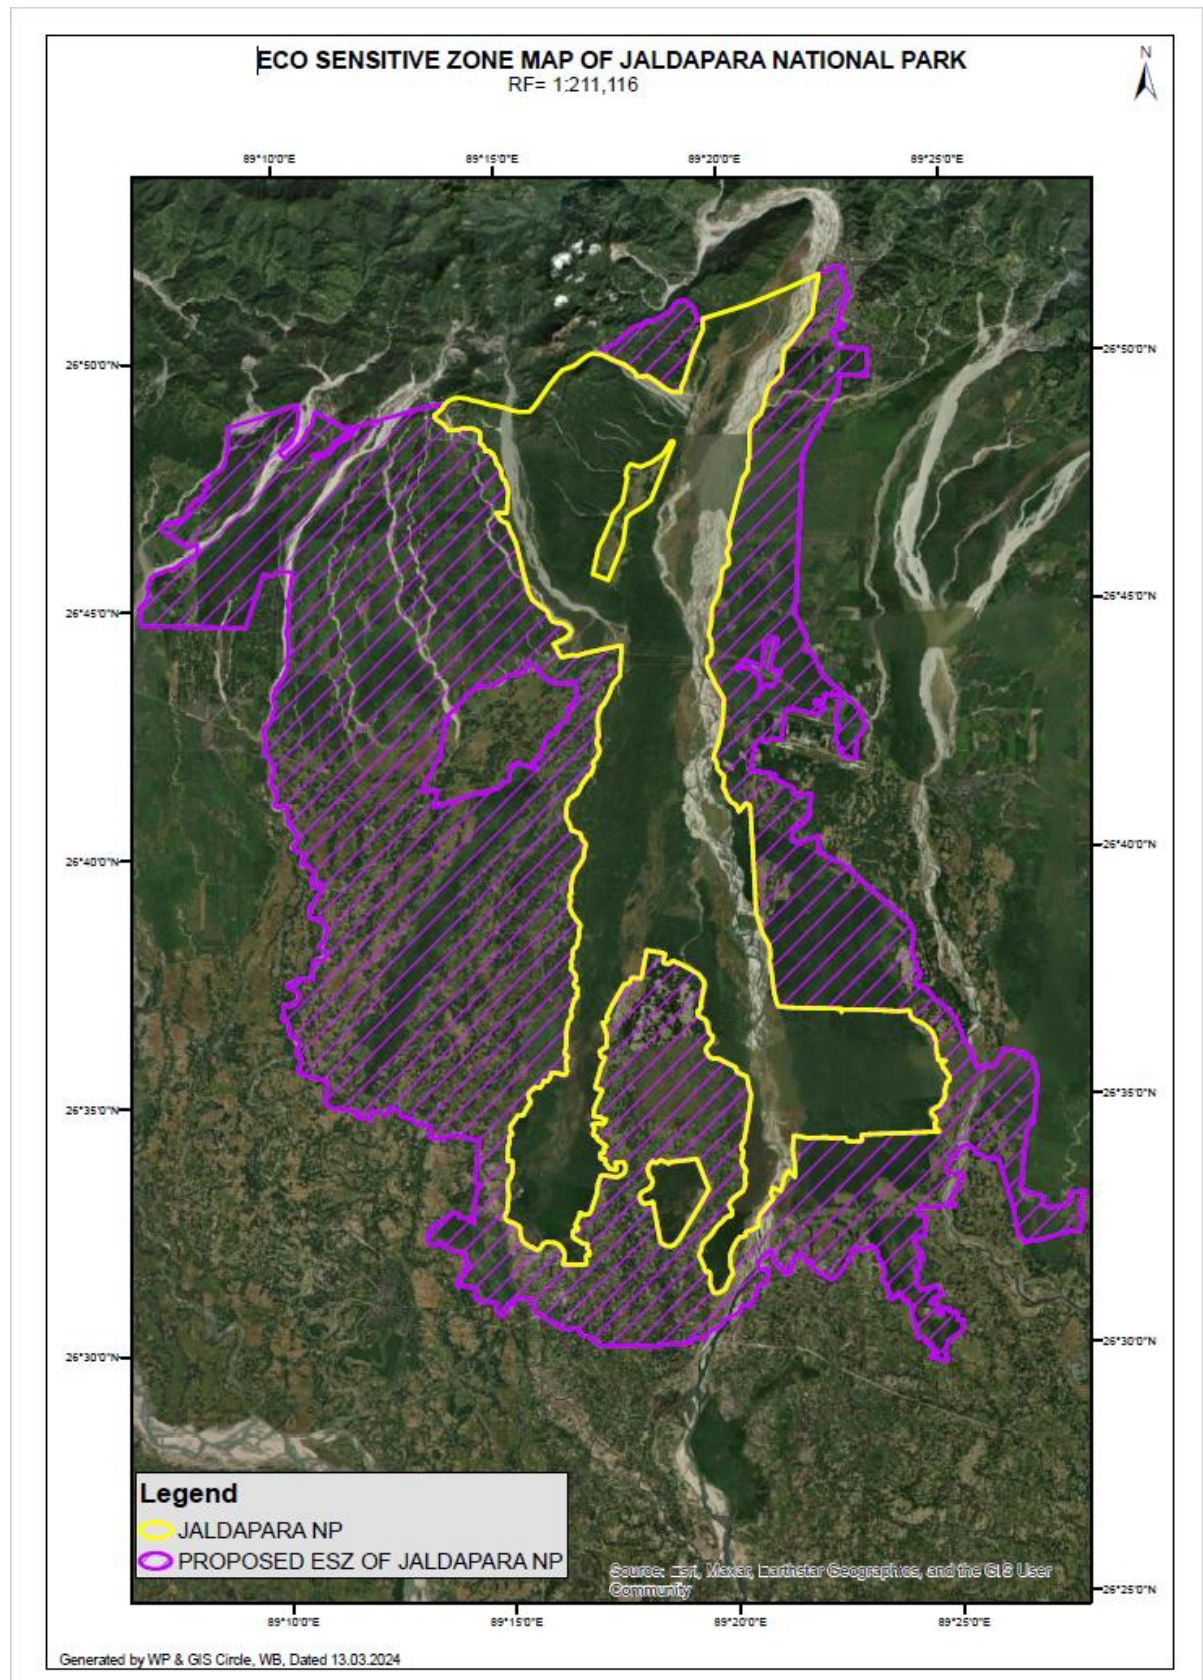 ECO SENSITIVE ZONE MAP OF JALDAPARA NATIONAL PARK
RF= 1:211,116
N
89°10'0"E 89°15'0"E 89°20'0"E 89°25'0"E
26°50'0"N 26°50'0"N
26°45'0"N 26°45'0"N
26°40'0"N 26°40'0"N
26°35'0"N 26°35'0"N
26°30'0"N 26°30'0"N
Legend
JALDAPARA NP
PROPOSED ESZ OF JALDAPARA NP
Source: Esri, Maxar, Earthstar Geographics, and the GIS User
Community
26°25'0"N
89°10'0"E 89°15'0"E 89°20'0"E 89°25'0"E
Generated by WP & GIS Circle, WB, Dated 13.03.2024